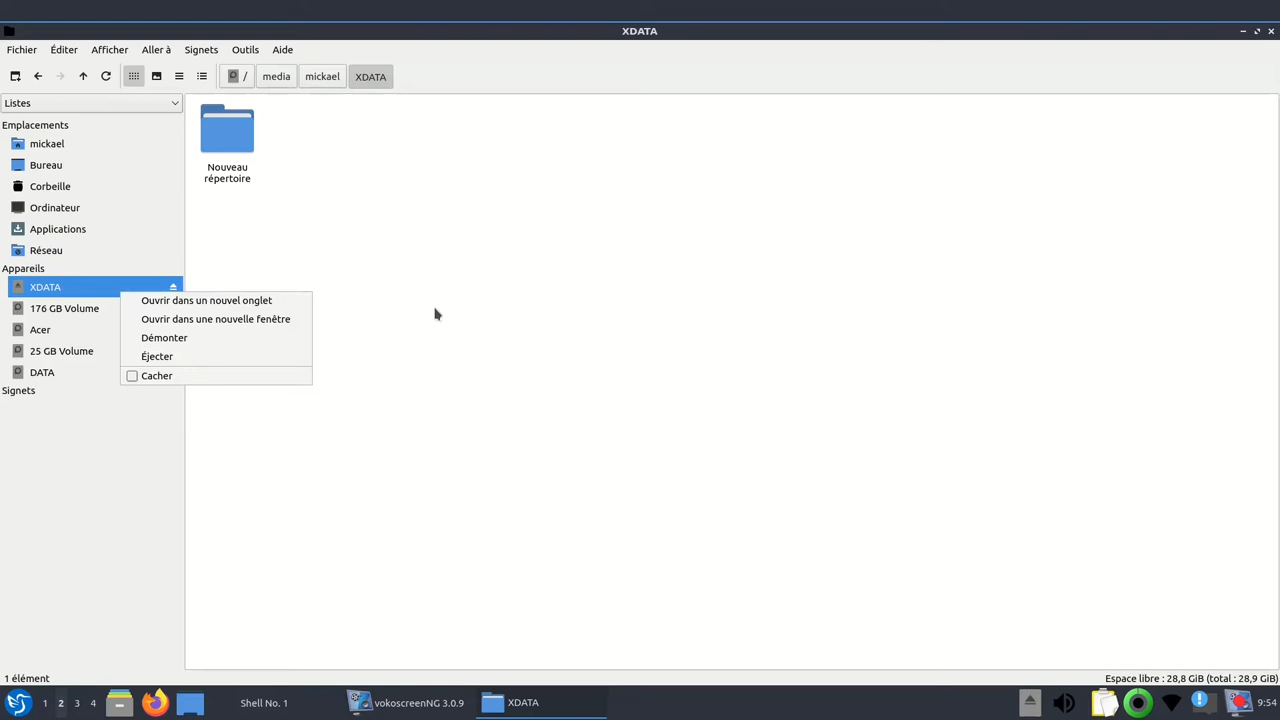 XDATA
Fichier Éditer Afficher Aller à Signets Outils Aide
/ media mickael XDATA
Listes
Emplacements
mickael
Bureau
Corbeille
Ordinateur
Applications
Réseau
Appareils
XDATA
176 GB Volume
Acer
25 GB Volume
DATA
Signets
Nouveau
répertoire
Ouvrir dans un nouvel onglet
Ouvrir dans une nouvelle fenêtre
Démonter
Éjecter
Cacher
1 élément
Espace libre : 28,8 GiB (total : 28,9 GiB)
1 2 3 4 Shell No. 1 vokoscreenNG 3.0.9 XDATA 9:54